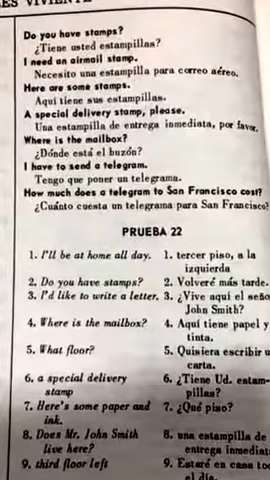 ES VIVIENTE
Do you have stamps?
¿Tiene usted estampillas?
I need an airmail stamp.
Necesito una estampilla para correo aéreo.
Here are some stamps.
Aquí tiene sus estampillas.
A special delivery stamp, please.
Una estampilla de entrega inmediata, por favor.
Where is the mailbox?
¿Dónde está el buzón?
I have to send a telegram.
Tengo que poner un telegrama.
How much does a telegram to San Francisco cost?
¿Cuánto cuesta un telegrama para San Francisco?
PRUEBA 22
1. I'll be at home all day.
2. Do you have stamps?
3. I'd like to write a letter.
4. Where is the mailbox?
5. What floor?
6. a special delivery
stamp
7. Here's some paper and
ink.
8. Does Mr. John Smith
live here?
9. third floor left
1. tercer piso, a la
izquierda
2. Volveré más tarde.
3. ¿Vive aquí el seño
John Smith?
4. Aquí tiene papel y
tinta.
5. Quisiera escribir u
carta.
6. ¿Tiene Ud. estam-
pillas?
7. ¿Qué piso?
8. una estampilla de
entrega inmediat
9. Estaré en casa to
el día.